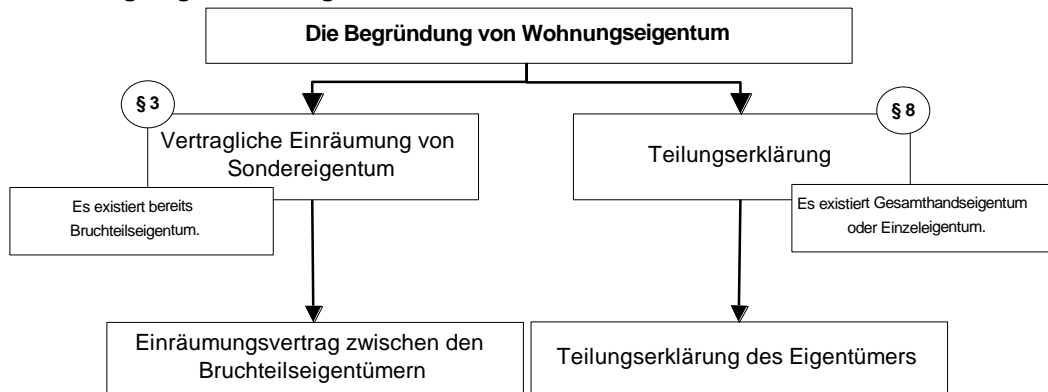 Die Begründung von Wohnungseigentum
§ 3
§ 8
Vertragliche Einräumung von
Sondereigentum
Teilungserklärung
Es existiert bereits
Bruchteilseigentum.
Es existiert Gesamthandseigentum
oder Einzeleigentum.
Einräumungsvertrag zwischen den
Bruchteilseigentümern
Teilungserklärung des Eigentümers